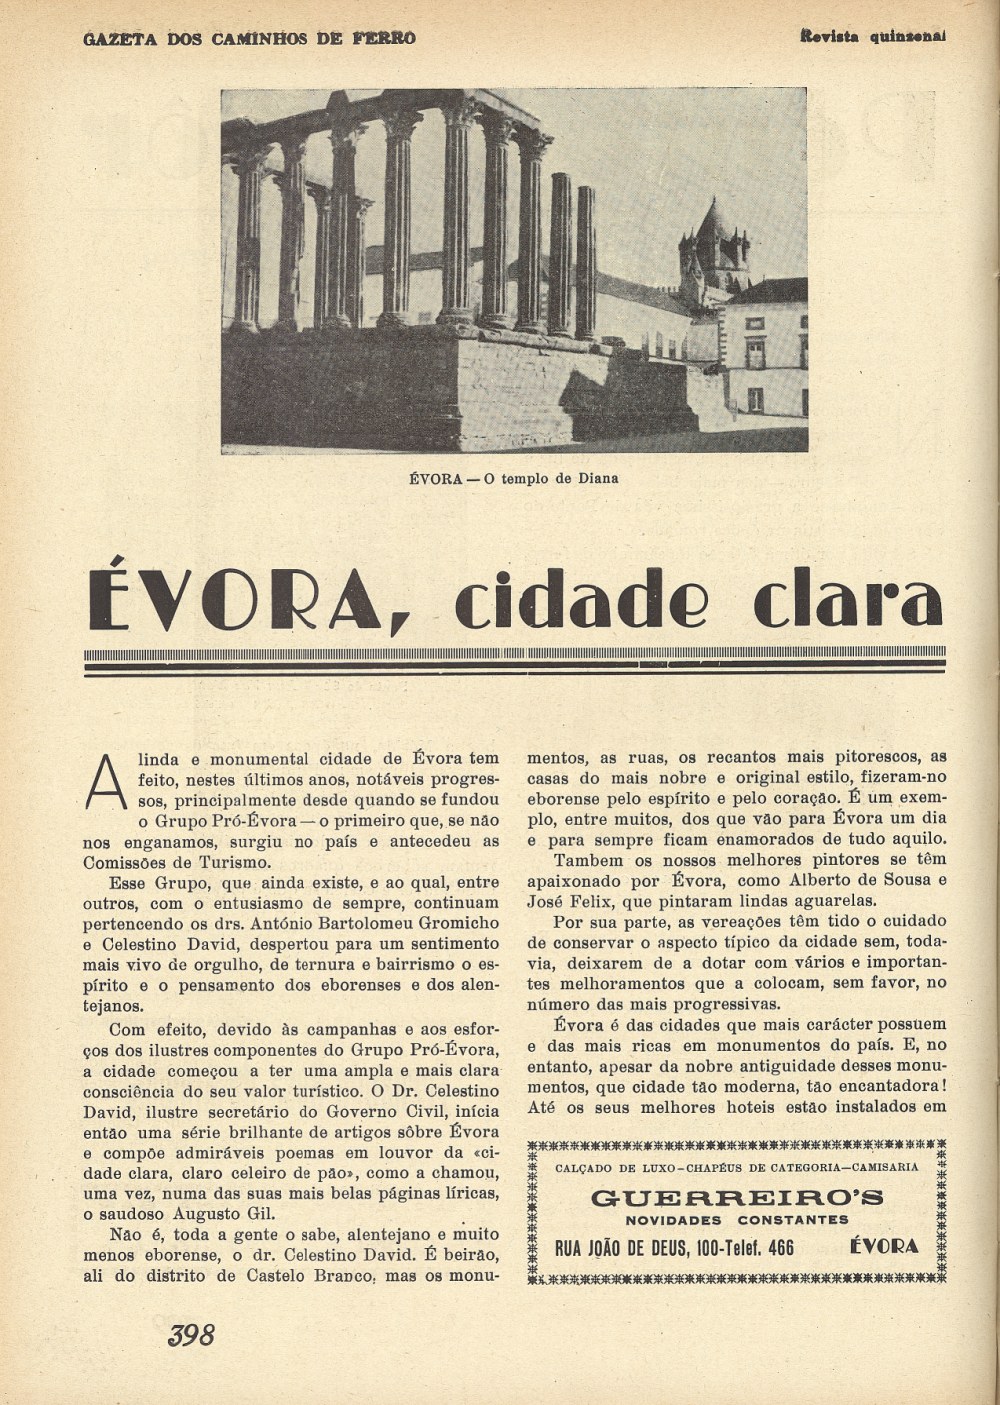 GAZETA DOS CAMINHOS DE FERRO
Revista quinzenal
ÉVORA — O templo de Diana
ÉVORA, cidade clara
A linda e monumental cidade de Évora tem
feito, nestes últimos anos, notáveis progres-
sos, principalmente desde quando se fundou
o Grupo Pró-Évora — o primeiro que, se não
nos enganamos, surgiu no país e antecedeu as
Comissões de Turismo.
Esse Grupo, que ainda existe, e ao qual, entre
outros, com o entusiasmo de sempre, continuam
pertencendo os drs. António Bartolomeu Gromicho
e Celestino David, despertou para um sentimento
mais vivo de orgulho, de ternura e bairrismo o es-
pírito e o pensamento dos eborenses e dos alen-
tejanos.
Com efeito, devido às campanhas e aos esfor-
ços dos ilustres componentes do Grupo Pró-Évora,
a cidade começou a ter uma ampla e mais clara
consciência do seu valor turístico. O Dr. Celestino
David, ilustre secretário do Governo Civil, inícia
então uma série brilhante de artigos sôbre Évora
e compõe admiráveis poemas em louvor da «ci-
dade clara, claro celeiro de pão», como a chamou,
uma vez, numa das suas mais belas páginas líricas,
o saudoso Augusto Gil.
Não é, toda a gente o sabe, alentejano e muito
menos eborense, o dr. Celestino David. É beirão,
ali do distrito de Castelo Branco, mas os monu-
mentos, as ruas, os recantos mais pitorescos, as
casas do mais nobre e original estilo, fizeram-no
eborense pelo espírito e pelo coração. É um exem-
plo, entre muitos, dos que vão para Évora um dia
e para sempre ficam enamorados de tudo aquilo.
Tambem os nossos melhores pintores se têm
apaixonado por Évora, como Alberto de Sousa e
José Felix, que pintaram lindas aguarelas.
Por sua parte, as vereações têm tido o cuidado
de conservar o aspecto típico da cidade sem, toda-
via, deixarem de a dotar com vários e importan-
tes melhoramentos que a colocam, sem favor, no
número das mais progressivas.
Évora é das cidades que mais carácter possuem
e das mais ricas em monumentos do país. E, no
entanto, apesar da nobre antiguidade desses monu-
mentos, que cidade tão moderna, tão encantadora!
Até os seus melhores hoteis estão instalados em
CALÇADO DE LUXO – CHAPÉUS DE CATEGORIA — CAMISARIA
GUERREIRO'S
NOVIDADES CONSTANTES
RUA JOÃO DE DEUS, 100-Telef. 466 ÉVORA
398